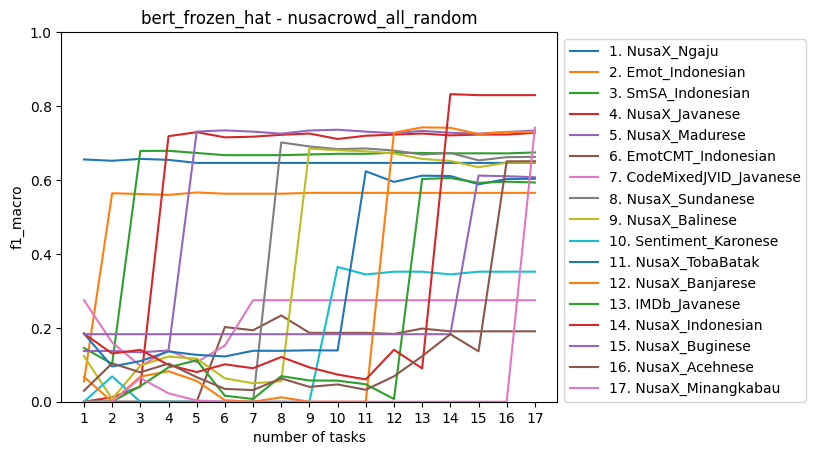 bert_frozen_hat - nusacrowd_all_random
f1_macro
1.0
0.8
0.6
0.4
0.2
0.0
1 2 3 4 5 6 7 8 9 10 11 12 13 14 15 16 17
number of tasks
1. NusaX_Ngaju
2. Emot_Indonesian
3. SmSA_Indonesian
4. NusaX_Javanese
5. NusaX_Madurese
6. EmotCMT_Indonesian
7. CodeMixedJVID_Javanese
8. NusaX_Sundanese
9. NusaX_Balinese
10. Sentiment_Karonese
11. NusaX_TobaBatak
12. NusaX_Banjarese
13. IMDb_Javanese
14. NusaX_Indonesian
15. NusaX_Buginese
16. NusaX_Acehnese
17. NusaX_Minangkabau